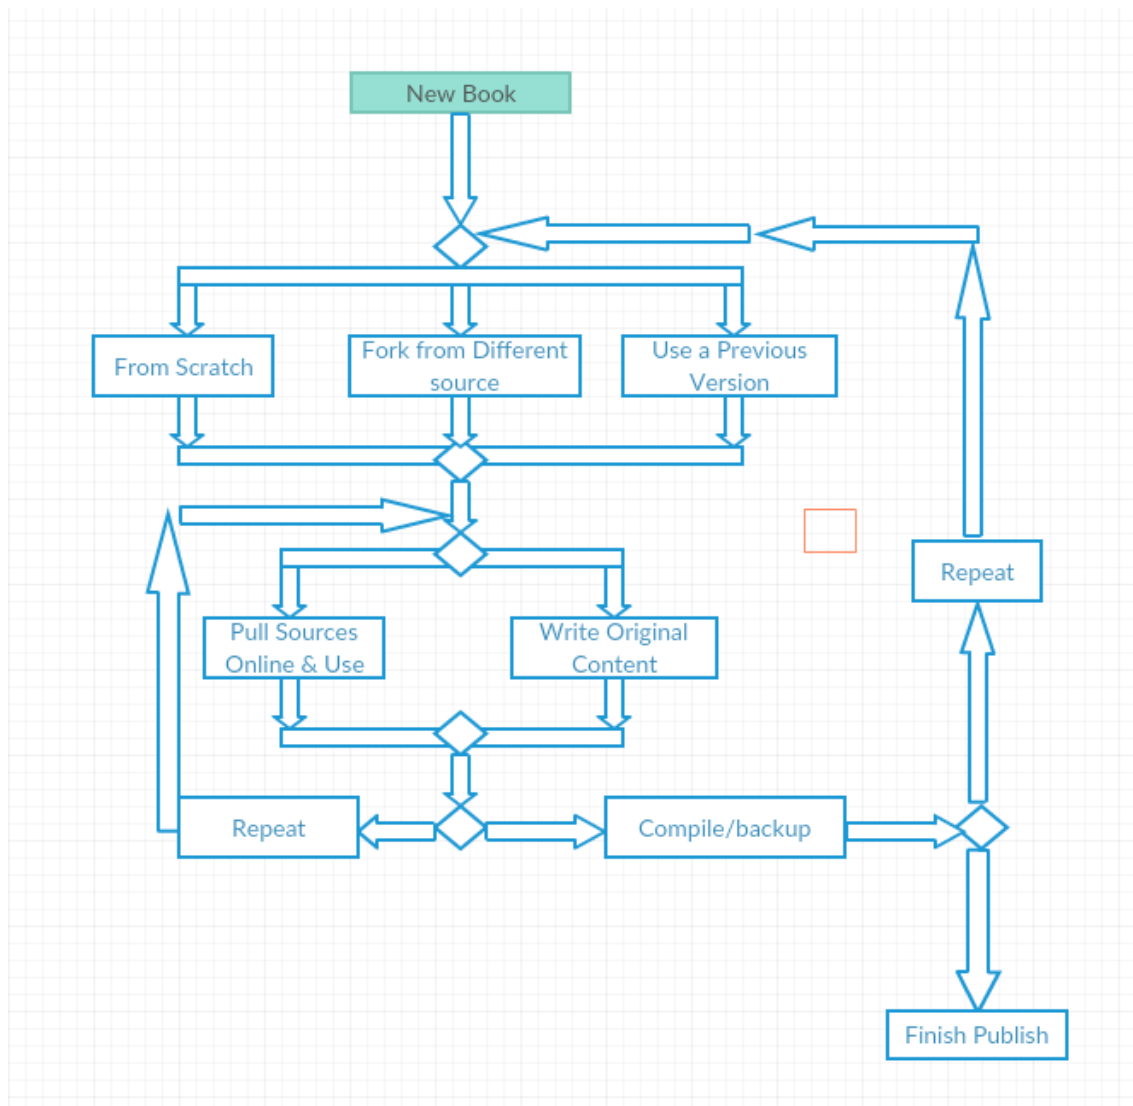 New Book
From Scratch
Fork from Different
source
Use a Previous
Version
Repeat
Pull Sources
Online & Use
Write Original
Content
Repeat
Compile/backup
Finish Publish